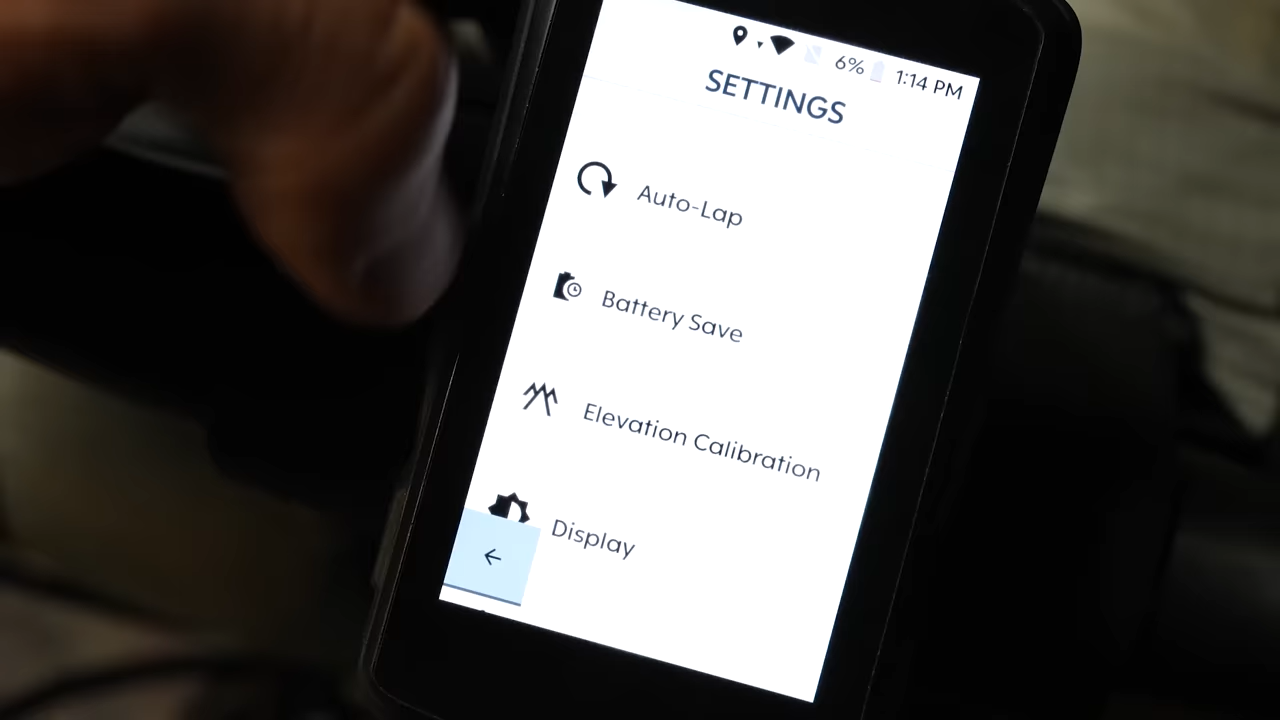 6% 1:14 PM
SETTINGS
Auto-Lap
Battery Save
Elevation Calibration
Display